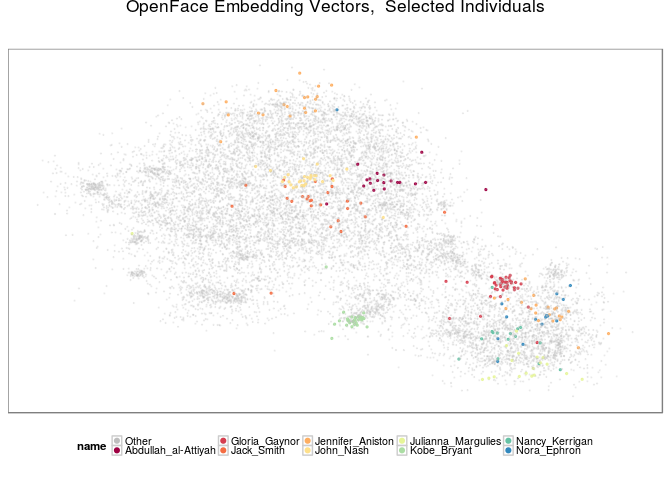 OpenFace Embedding Vectors,  Selected Individuals
name
Other Gloria_Gaynor Jennifer_Aniston Julianna_Margulies Nancy_Kerrigan
Abdullah_al-Attiyah Jack_Smith John_Nash Kobe_Bryant Nora_Ephron